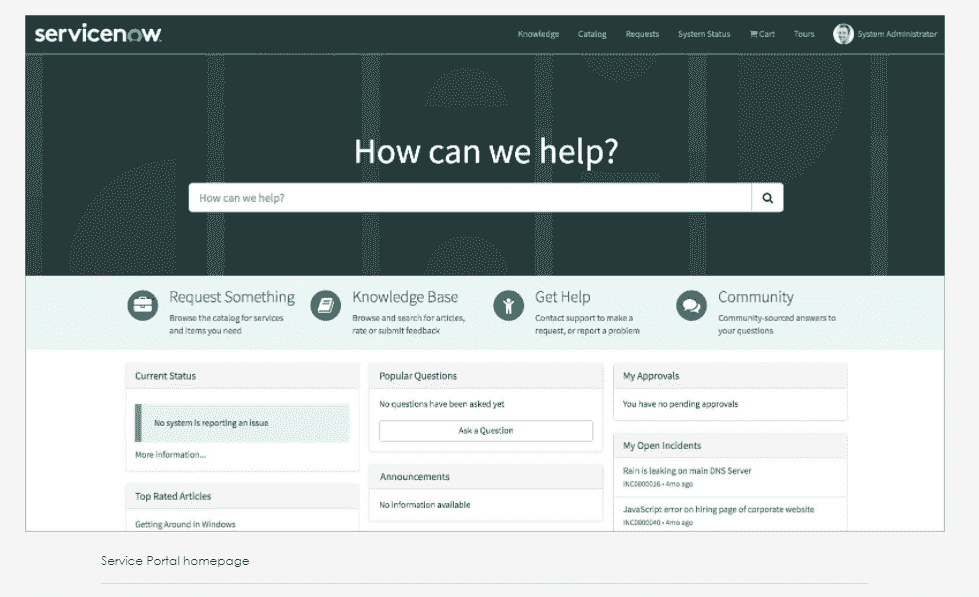 servicenow
Knowledge Catalog Requests System Status Cart Tours System Administrator
How can we help?
How can we help?
Request Something
Browse the catalog for services
and items you need
Knowledge Base
Browse and search for articles,
rate or submit feedback
Get Help
Contact support to make a
request, or report a problem
Community
Community-sourced answers to
your questions
Current Status
No system is reporting an issue
More information...
Top Rated Articles
Getting Around in Windows
Popular Questions
No questions have been asked yet
Ask a Question
Announcements
No information available
My Approvals
You have no pending approvals
My Open Incidents
Rain is leaking on main DNS Server
INC0000016 • 4mo ago
JavaScript error on hiring page of corporate website
INC0000040 • 4mo ago
Service Portal homepage